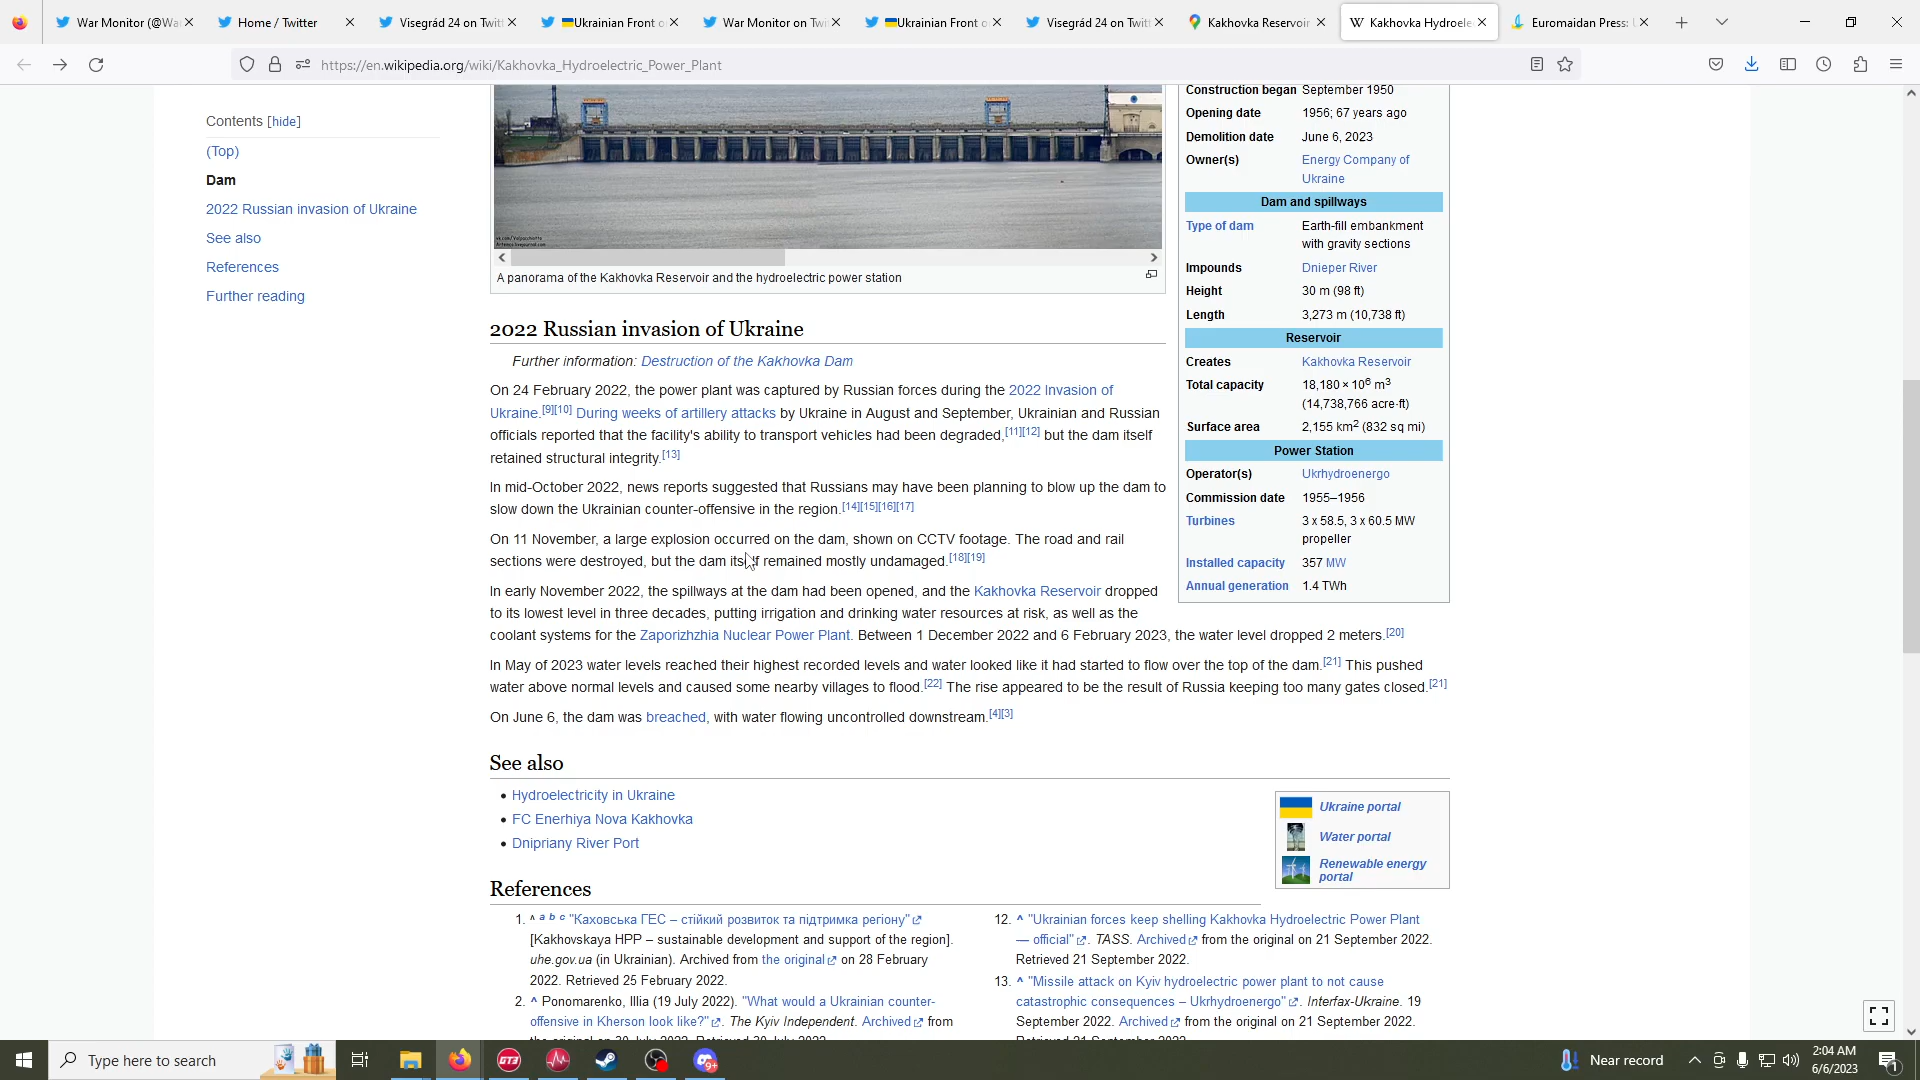 War Monitor (@Wa
Home / Twitter
Visegrád 24 on Twit
Ukrainian Front o
War Monitor on Twi
Ukrainian Front o
Visegrád 24 on Twit
Kakhovka Reservoir
Kakhovka Hydroele
Euromaidan Press:
https://en.wikipedia.org/wiki/Kakhovka_Hydroelectric_Power_Plant
Contents [hide]
(Top)
Dam
2022 Russian invasion of Ukraine
See also
References
Further reading
A panorama of the Kakhovka Reservoir and the hydroelectric power station
2022 Russian invasion of Ukraine
Further information: Destruction of the Kakhovka Dam
On 24 February 2022, the power plant was captured by Russian forces during the 2022 Invasion of
Ukraine.[9][10] During weeks of artillery attacks by Ukraine in August and September, Ukrainian and Russian
officials reported that the facility's ability to transport vehicles had been degraded,[11][12] but the dam itself
retained structural integrity.[13]
In mid-October 2022, news reports suggested that Russians may have been planning to blow up the dam to
slow down the Ukrainian counter-offensive in the region.[14][15][16][17]
On 11 November, a large explosion occurred on the dam, shown on CCTV footage. The road and rail
sections were destroyed, but the dam itself remained mostly undamaged.[18][19]
In early November 2022, the spillways at the dam had been opened, and the Kakhovka Reservoir dropped
to its lowest level in three decades, putting irrigation and drinking water resources at risk, as well as the
coolant systems for the Zaporizhzhia Nuclear Power Plant. Between 1 December 2022 and 6 February 2023, the water level dropped 2 meters.[20]
In May of 2023 water levels reached their highest recorded levels and water looked like it had started to flow over the top of the dam.[21] This pushed
water above normal levels and caused some nearby villages to flood.[22] The rise appeared to be the result of Russia keeping too many gates closed.[21]
On June 6, the dam was breached, with water flowing uncontrolled downstream.[4][3]
Construction began September 1950
Opening date 1956; 67 years ago
Demolition date June 6, 2023
Owner(s) Energy Company of
Ukraine
Dam and spillways
Type of dam Earth-fill embankment
with gravity sections
Impounds Dnieper River
Height 30 m (98 ft)
Length 3,273 m (10,738 ft)
Reservoir
Creates Kakhovka Reservoir
Total capacity 18,180 × 10⁶ m³
(14,738,766 acre⋅ft)
Surface area 2,155 km² (832 sq mi)
Power Station
Operator(s) Ukrhydroenergo
Commission date 1955–1956
Turbines 3 x 58.5, 3 x 60.5 MW
propeller
Installed capacity 357 MW
Annual generation 1.4 TWh
See also
• Hydroelectricity in Ukraine
• FC Enerhiya Nova Kakhovka
• Dnipriany River Port
Ukraine portal
Water portal
Renewable energy
portal
References
1. ^ a b c "Каховська ГЕС – стійкий розвиток та підтримка регіону"
[Kakhovskaya HPP – sustainable development and support of the region].
uhe.gov.ua (in Ukrainian). Archived from the original on 28 February
2022. Retrieved 25 February 2022.
2. ^ Ponomarenko, Illia (19 July 2022). "What would a Ukrainian counter-
offensive in Kherson look like?". The Kyiv Independent. Archived from
the original on 30 July 2022. Retrieved 30 July 2022.
12. ^ "Ukrainian forces keep shelling Kakhovka Hydroelectric Power Plant
— official". TASS. Archived from the original on 21 September 2022.
Retrieved 21 September 2022.
13. ^ "Missile attack on Kyiv hydroelectric power plant to not cause
catastrophic consequences – Ukrhydroenergo". Interfax-Ukraine. 19
September 2022. Archived from the original on 21 September 2022.
Retrieved 21 September 2022.
Type here to search
GT3
9+
Near record
2:04 AM
6/6/2023
1